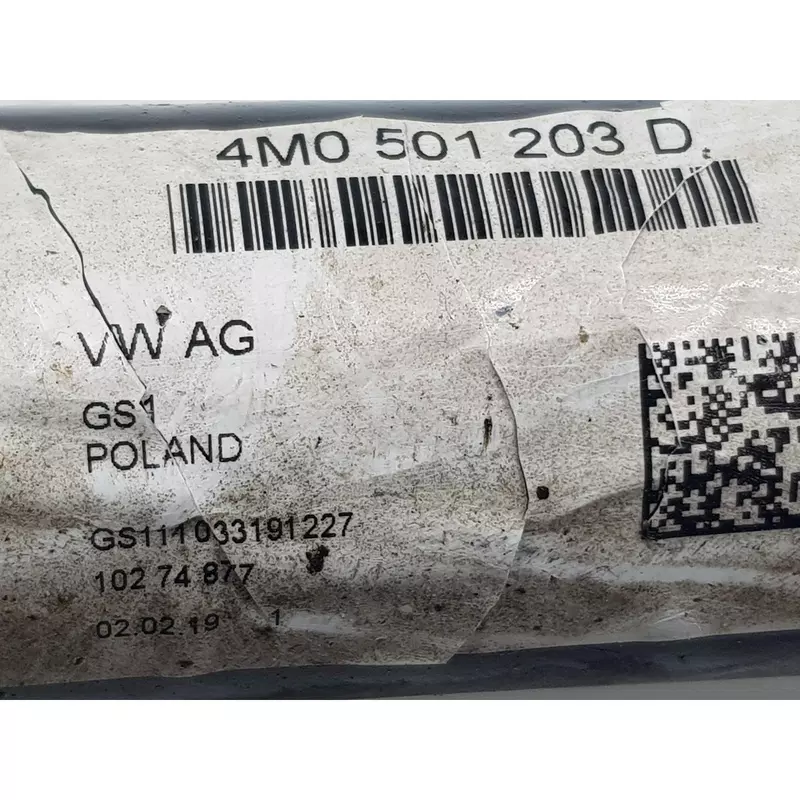 4M0 501 203 D
VW AG
GS1
POLAND
GS111033191227
102 74 877
02.02.19 1